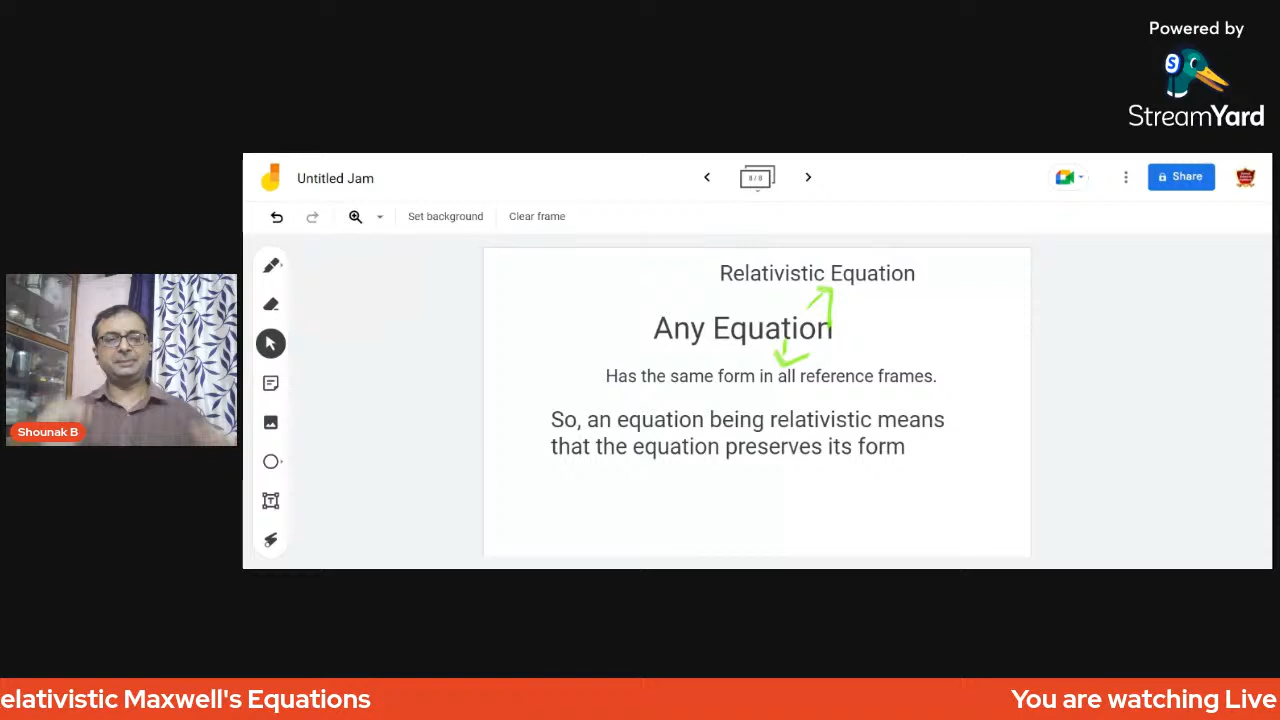 Powered by
S
StreamYard
Untitled Jam
8 / 8
Share
Set background
Clear frame
Relativistic Equation
Any Equation
Has the same form in all reference frames.
So, an equation being relativistic means
that the equation preserves its form
T
Shounak B
elativistic Maxwell's Equations
You are watching Live